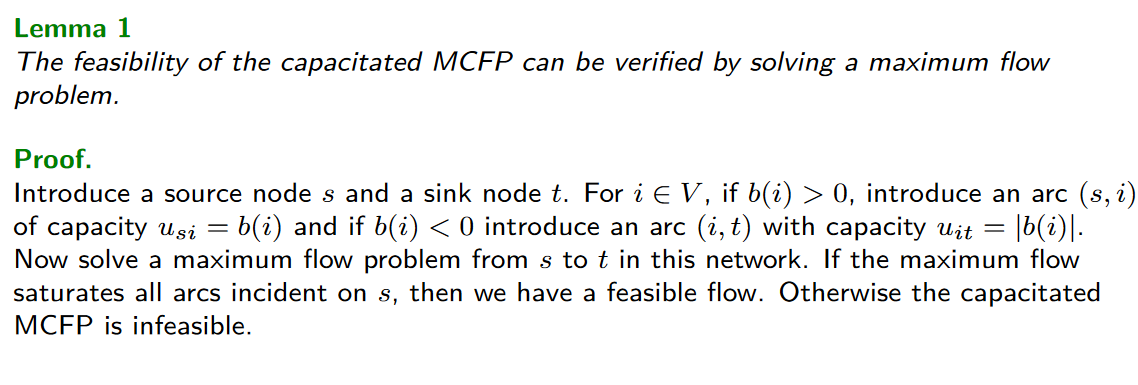 Lemma 1
The feasibility of the capacitated MCFP can be verified by solving a maximum flow
problem.
Proof.
Introduce a source node s and a sink node t. For i ∈ V, if b(i) > 0, introduce an arc (s, i)
of capacity u_{si} = b(i) and if b(i) < 0 introduce an arc (i, t) with capacity u_{it} = |b(i)|.
Now solve a maximum flow problem from s to t in this network. If the maximum flow
saturates all arcs incident on s, then we have a feasible flow. Otherwise the capacitated
MCFP is infeasible.